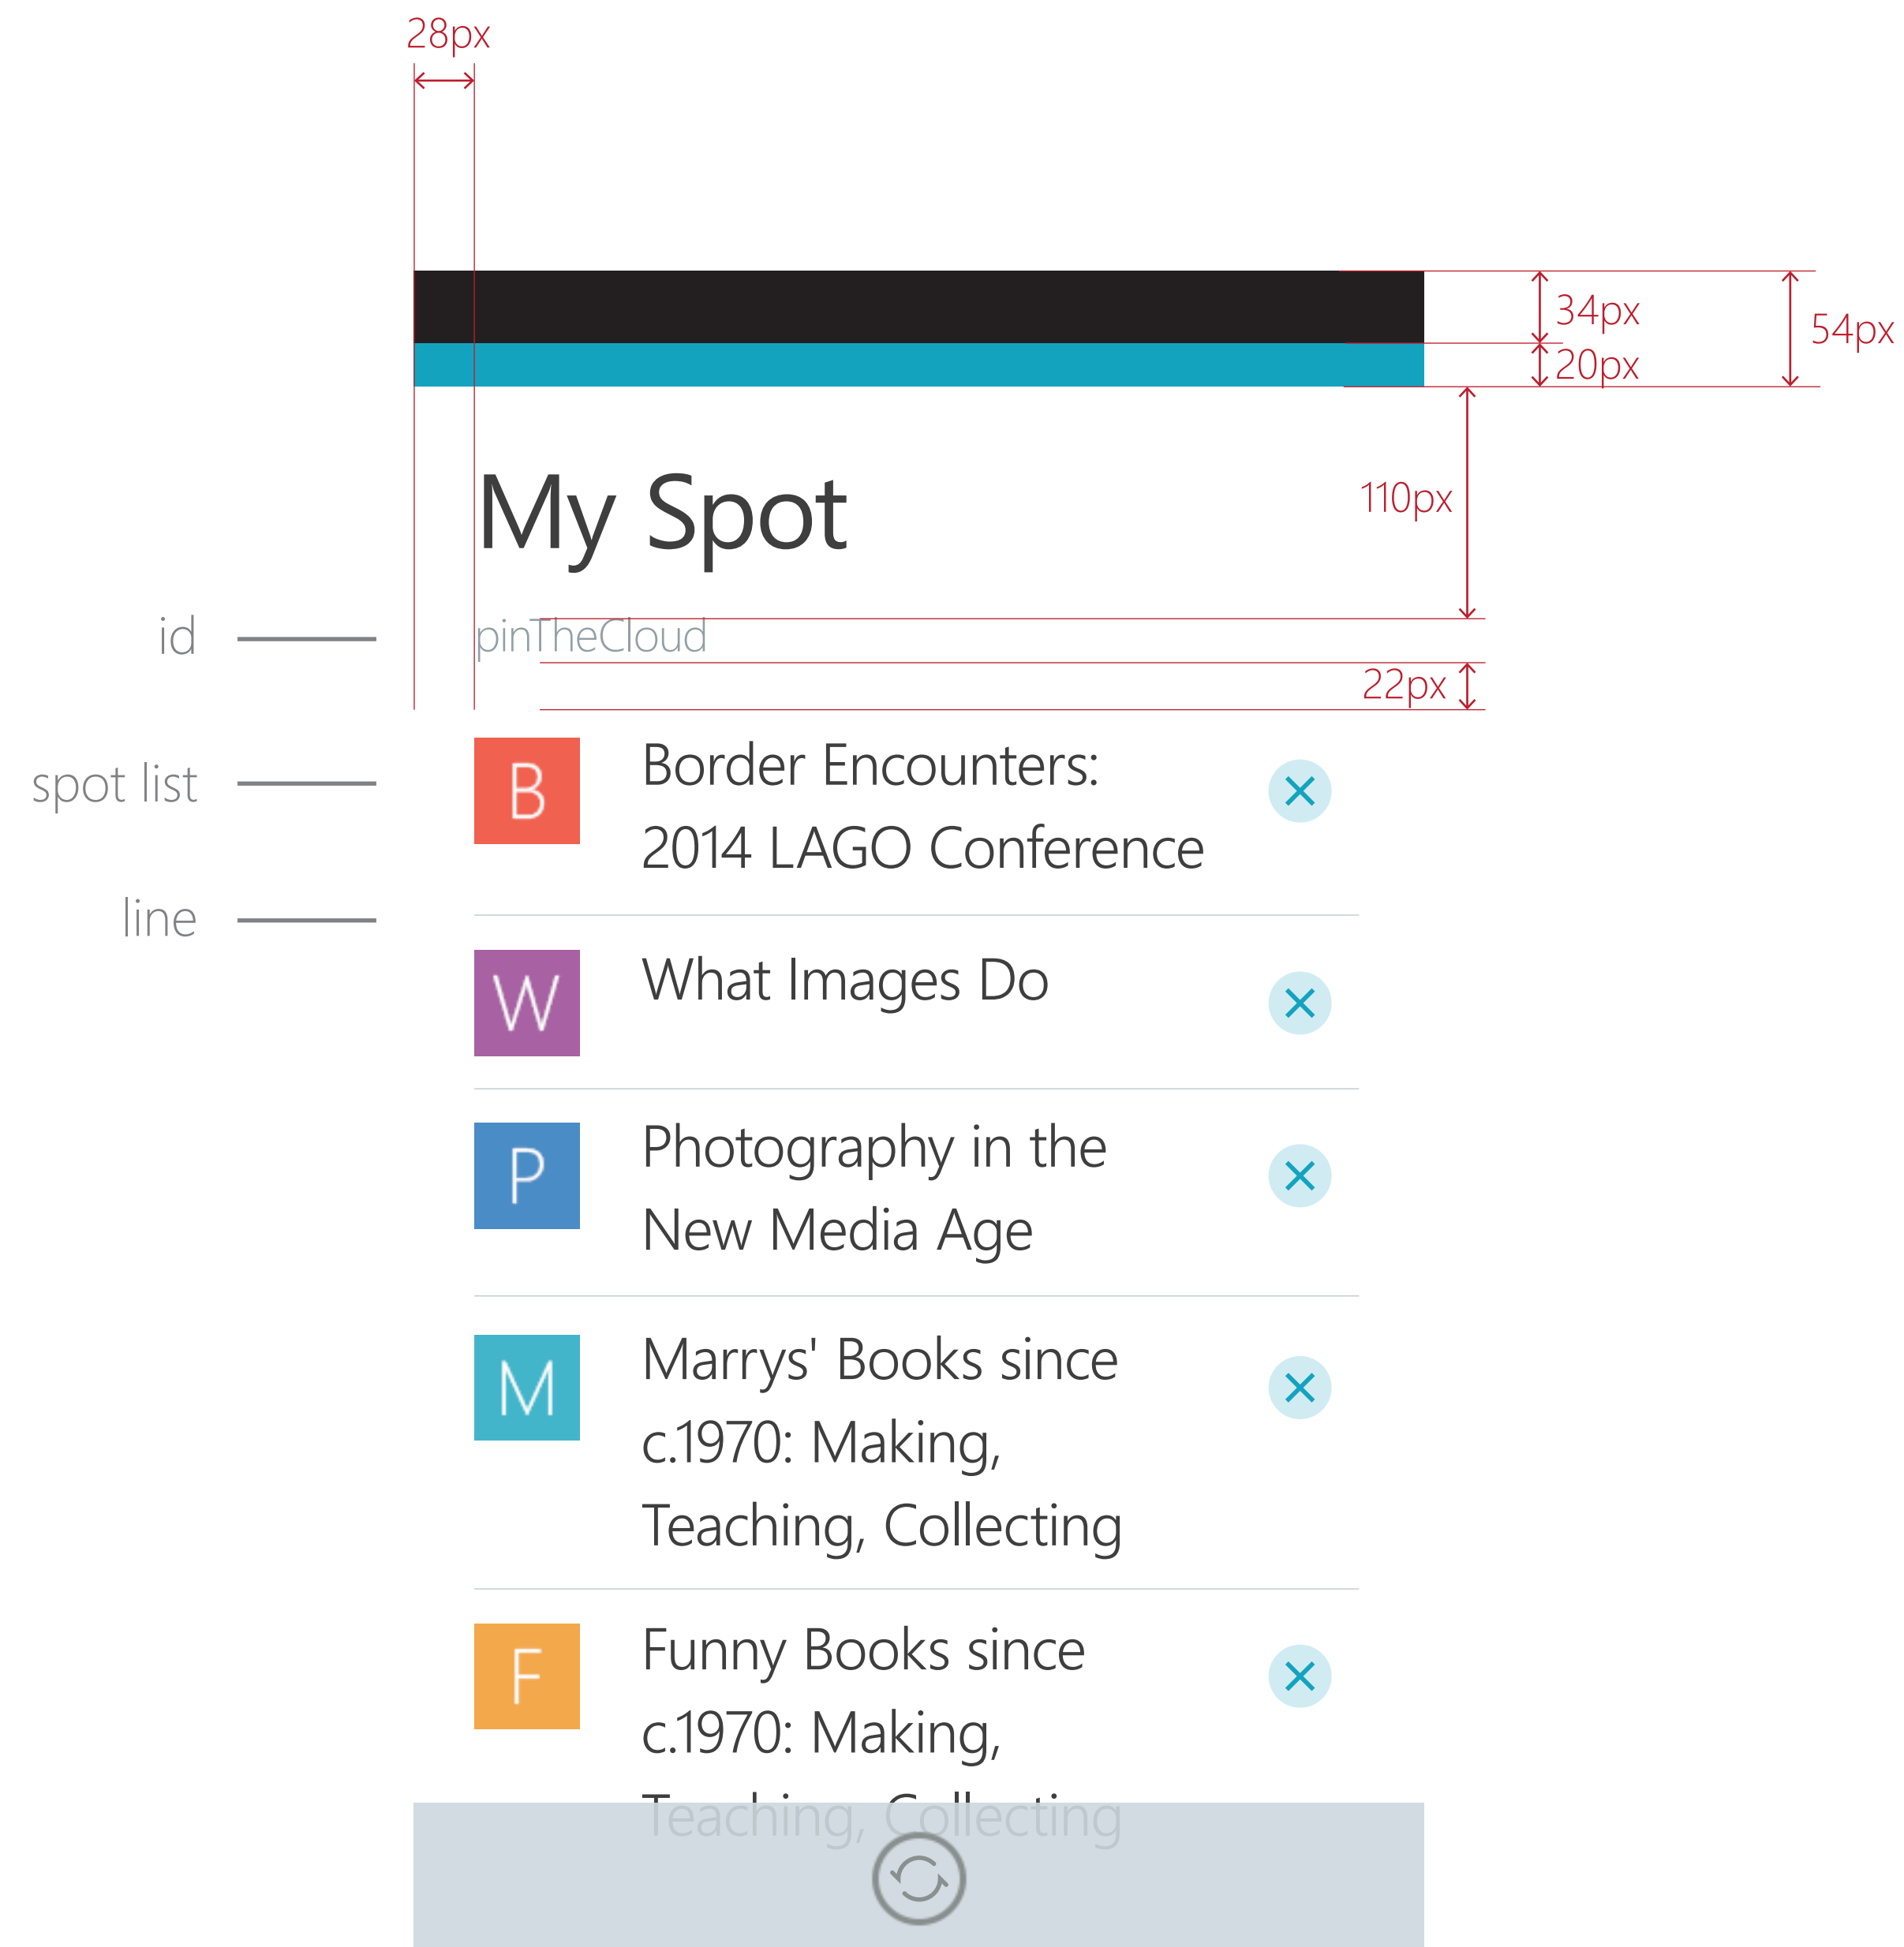 28px
34px
54px
20px
My Spot
110px
id
pinTheCloud
22px
spot list
B
Border Encounters:
2014 LAGO Conference
line
W
What Images Do
P
Photography in the
New Media Age
M
Marrys' Books since
c.1970: Making,
Teaching, Collecting
F
Funny Books since
c.1970: Making,
Teaching, Collecting